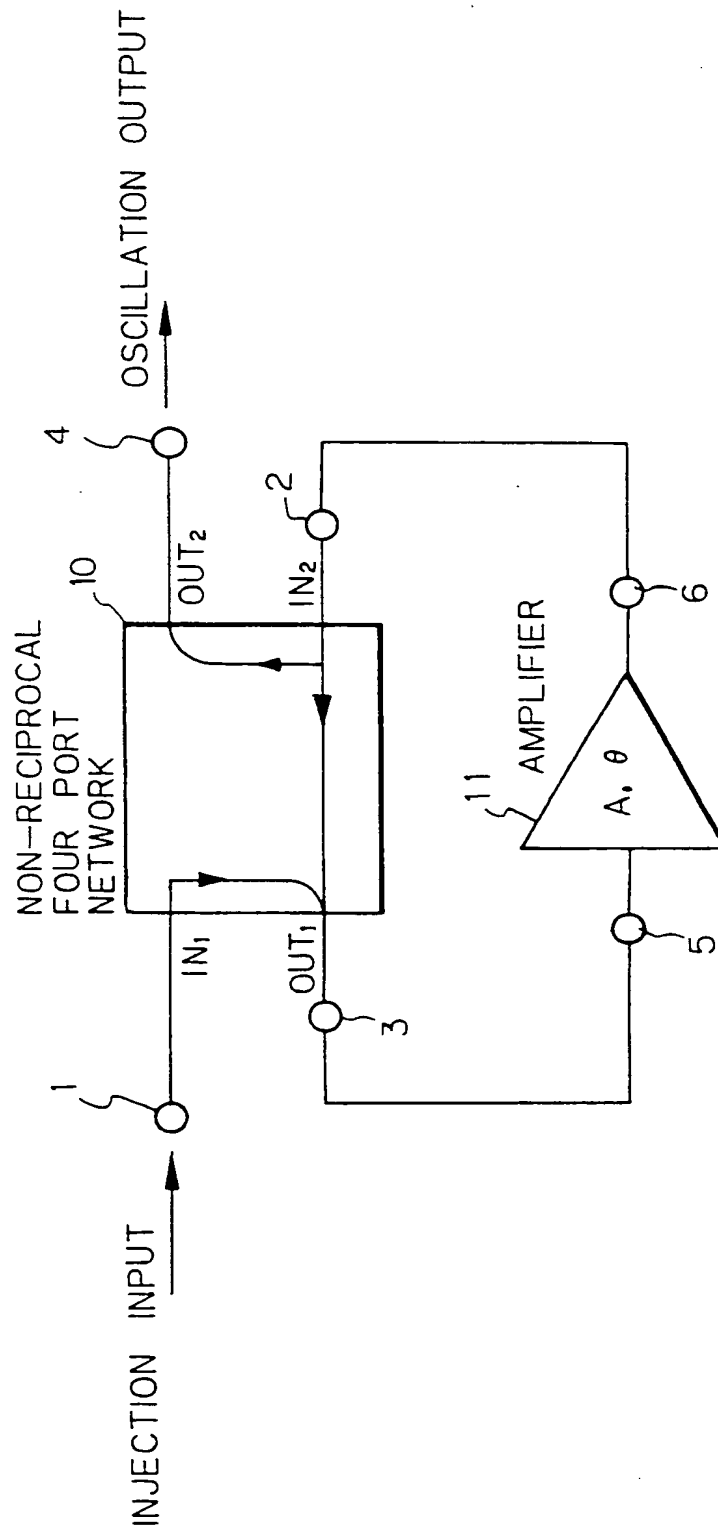 NON-RECIPROCAL
FOUR PORT
NETWORK
10
4
OSCILLATION OUTPUT
OUT₂
2
IN₂
INJECTION INPUT
1
IN₁
OUT₁
3
11
AMPLIFIER
A, θ
5
6